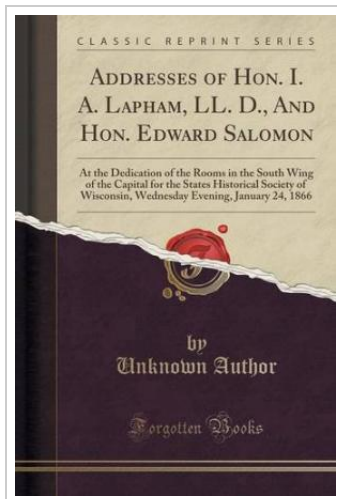 CLASSIC REPRINT SERIES
ADDRESSES OF HON. I.
A. LAPHAM, LL. D., AND
HON. EDWARD SALOMON
At the Dedication of the Rooms in the South Wing
of the Capital for the States Historical Society of
Wisconsin, Wednesday Evening, January 24, 1866
F
by
Unknown Author
Forgotten Books